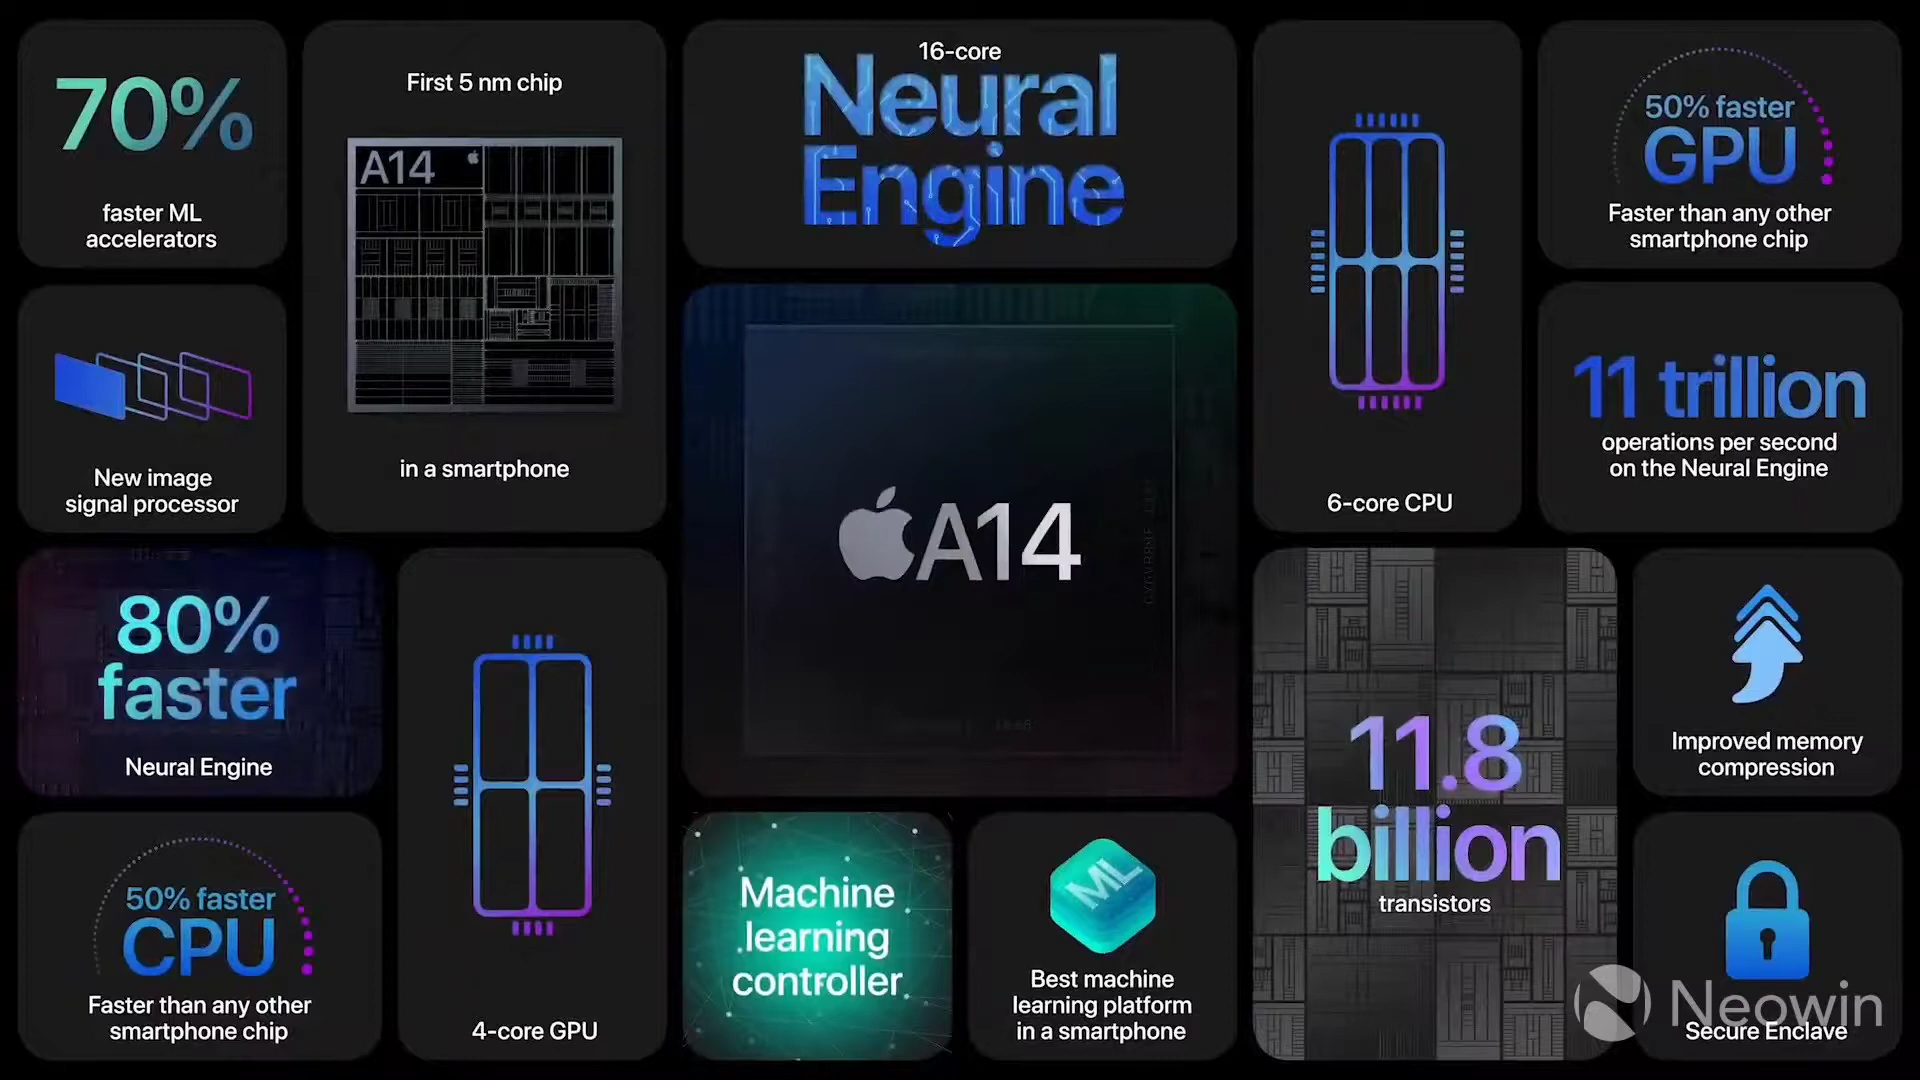 70%
faster ML
accelerators
First 5 nm chip
A14
in a smartphone
16-core
Neural
Engine
6-core CPU
50% faster
GPU
Faster than any other
smartphone chip
New image
signal processor
A14
11 trillion
operations per second
on the Neural Engine
80%
faster
Neural Engine
4-core GPU
11.8
billion
transistors
Improved memory
compression
50% faster
CPU
Faster than any other
smartphone chip
Machine
learning
controller
ML
Best machine
learning platform
in a smartphone
Secure Enclave
Neowin